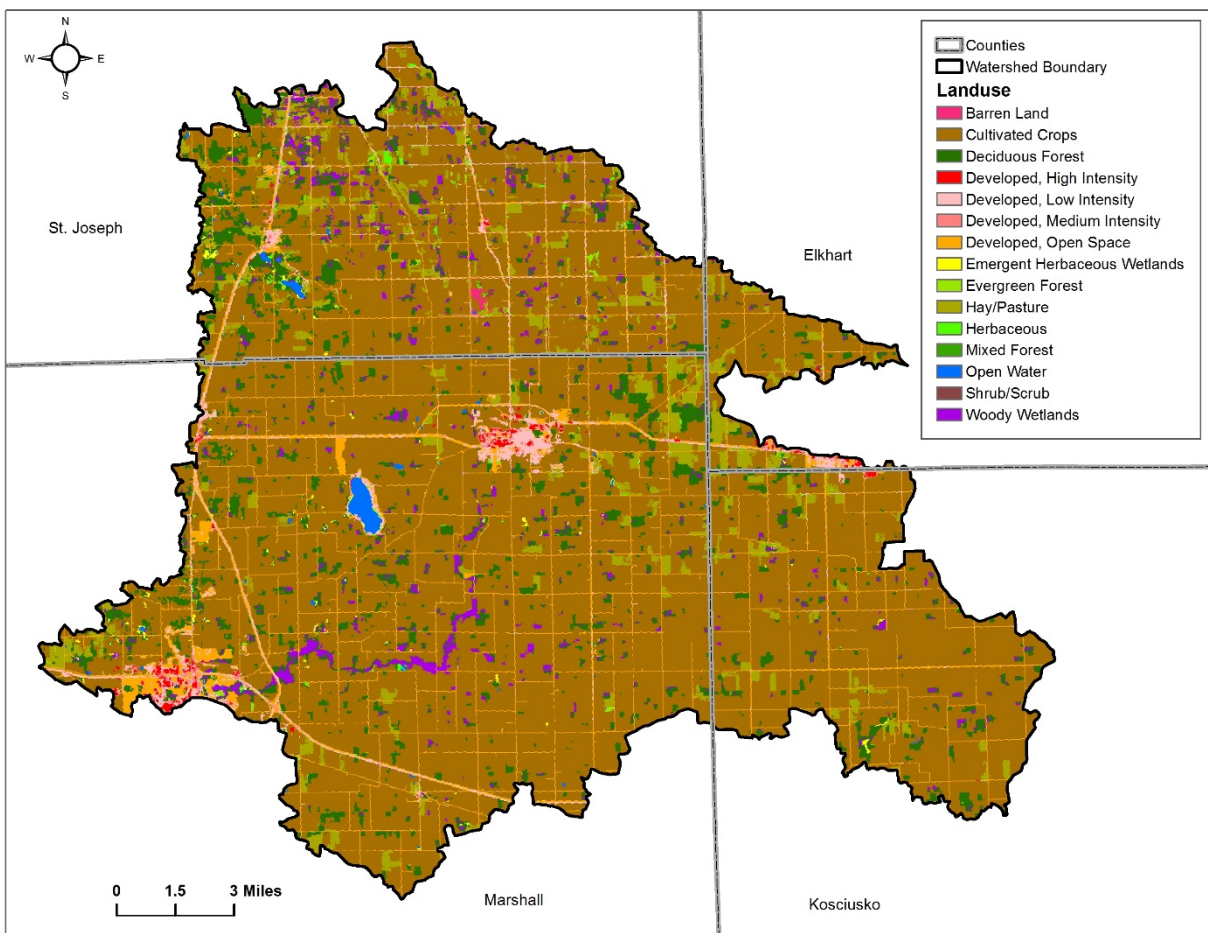 N
W E
S
Counties
Watershed Boundary
Landuse
Barren Land
Cultivated Crops
Deciduous Forest
Developed, High Intensity
Developed, Low Intensity
Developed, Medium Intensity
Developed, Open Space
Emergent Herbaceous Wetlands
Evergreen Forest
Hay/Pasture
Herbaceous
Mixed Forest
Open Water
Shrub/Scrub
Woody Wetlands
St. Joseph
Elkhart
0 1.5 3 Miles
Marshall
Kosciusko